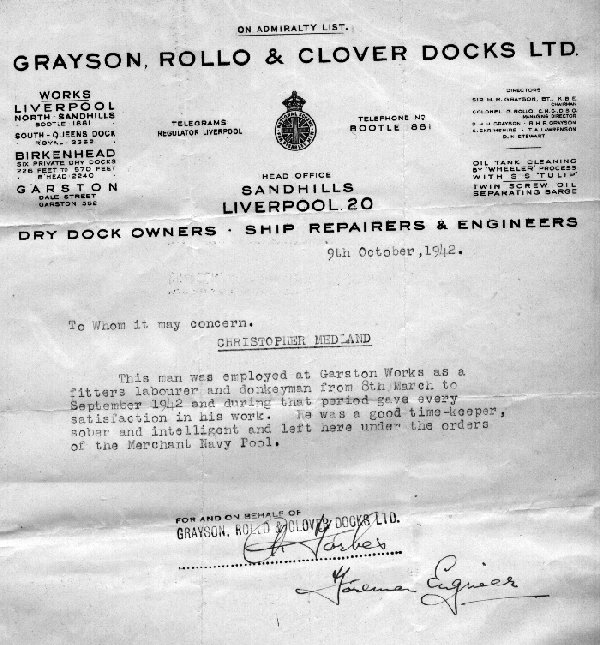 ON ADMIRALTY LIST.
GRAYSON, ROLLO & CLOVER DOCKS LTD.
WORKS
LIVERPOOL
NORTH-SANDHILLS
BOOTLE 881
SOUTH-QUEENS DOCK
BIRKENHEAD
SIX PRIVATE DRY DOCKS
GARSTON
DALE STREET
GARSTON
TELEGRAMS
REGULATOR LIVERPOOL
TELEPHONE NO
BOOTLE 881
HEAD OFFICE
SANDHILLS
LIVERPOOL.20
DIRECTORS
CHAIRMAN
MANAGING DIRECTOR
OIL TANK CLEANING
BY "WHEELER" PROCESS
WITH S S "TULIP"
TWIN SCREW OIL
SEPARATING BARGE
DRY DOCK OWNERS · SHIP REPAIRERS & ENGINEERS
9th October, 1942.
To Whom it may concern.
CHRISTOPHER MEDLAND
This man was employed at Garston Works as a
fitters labourer and donkeyman from 8th March to
September 1942 and during that period gave every
satisfaction in his work. He was a good time-keeper,
sober and intelligent and left here under the orders
of the Merchant Navy Pool.
FOR AND ON BEHALF OF
GRAYSON, ROLLO & CLOVER DOCKS LTD.
Forbes
Foreman Engineer